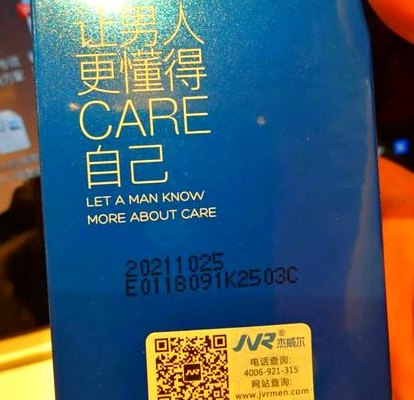 让男人
更懂得
CARE
自己
LET A MAN KNOW
MORE ABOUT CARE
20211025
E0118091K2503C
JVR®杰威尔
电话查询:
4006-921-315
网站查询:
www.jvrmen.com
JVR